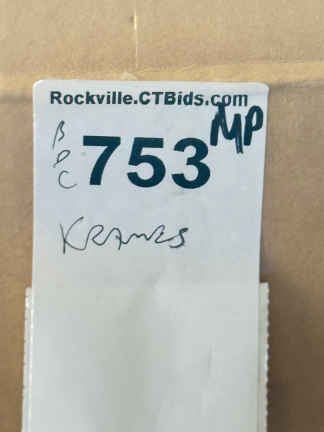 Rockville.CTBids.com
MP
B
P
C
753
KRAMES